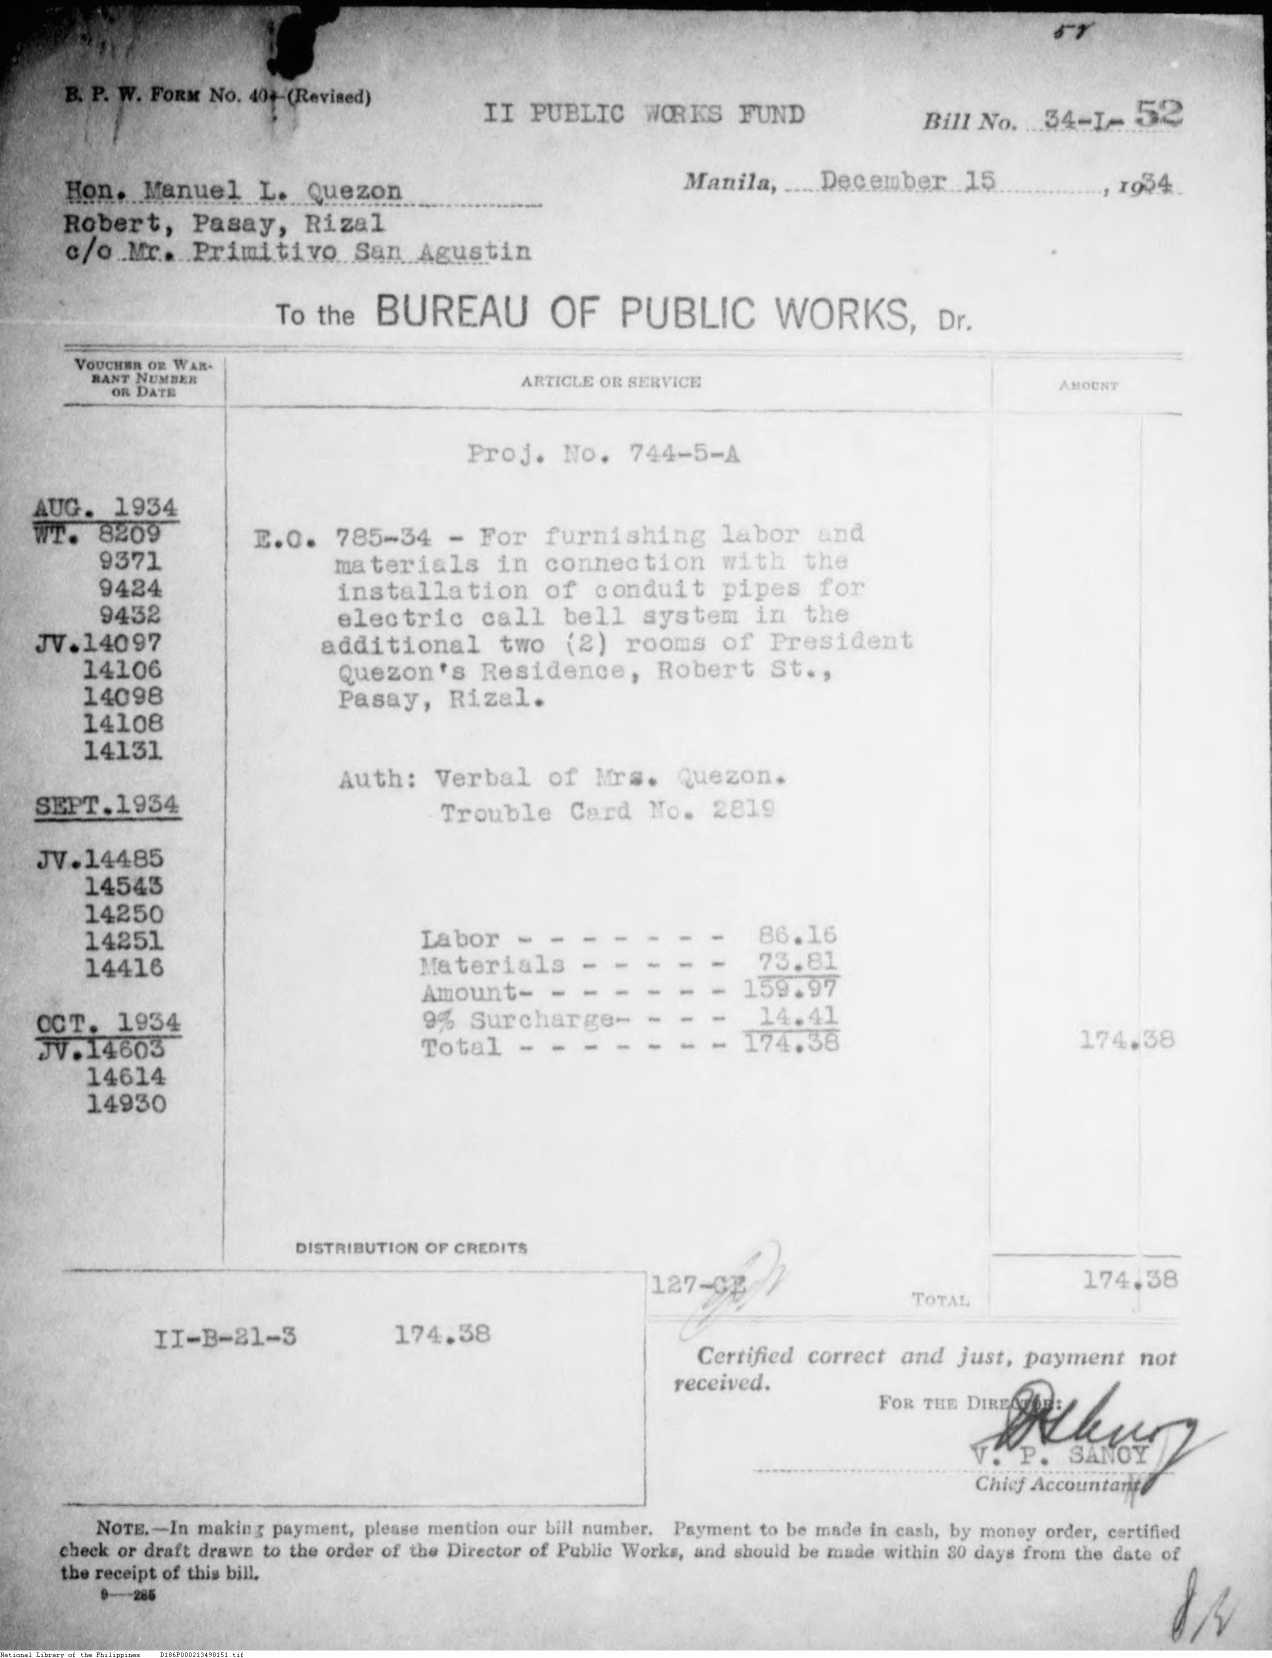 52
B. P. W. FORM No. 404 (Revised)
II PUBLIC WORKS FUND
Bill No. 34-L- 52
Manila, December 15, 1934
Hon. Manuel L. Quezon
Robert, Pasay, Rizal
c/o Mr. Primitivo San Agustin
To the BUREAU OF PUBLIC WORKS, Dr.
VOUCHER OR WAR-
RANT NUMBER
OR DATE
ARTICLE OR SERVICE
AMOUNT
Proj. No. 744-5-A
AUG. 1934
WT. 8209
9371
9424
9432
JV.14097
14106
14098
14108
14131
SEPT.1934
JV.14485
14543
14250
14251
14416
OCT. 1934
JV.14603
14614
14930
E.O. 785-34 - For furnishing labor and
materials in connection with the
installation of conduit pipes for
electric call bell system in the
additional two (2) rooms of President
Quezon's Residence, Robert St.,
Pasay, Rizal.
Auth: Verbal of Mrs. Quezon.
Trouble Card No. 2819
Labor - - - - - - - 86.16
Materials - - - - - 73.81
Amount- - - - - - - 159.97
9% Surcharge- - - - 14.41
Total - - - - - - - 174.38
174.38
DISTRIBUTION OF CREDITS
127-CE
TOTAL
174.38
II-B-21-3 174.38
Certified correct and just, payment not
received.
FOR THE DIRECTOR:
V. P. SANCY
Chief Accountant
NOTE.—In making payment, please mention our bill number. Payment to be made in cash, by money order, certified
check or draft drawn to the order of the Director of Public Works, and should be made within 30 days from the date of
the receipt of this bill.
9——285
National Library of the Philippines D186P000213498151.tif